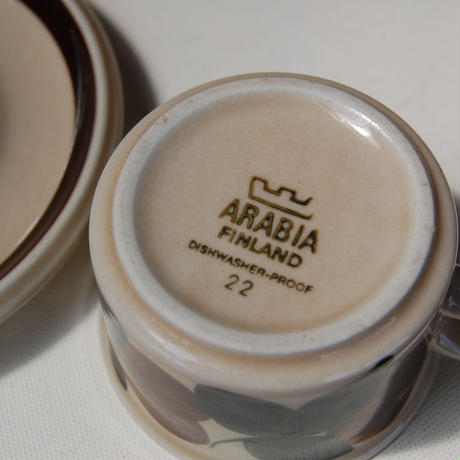 ARABIA
FINLAND
DISHWASHER-PROOF
22